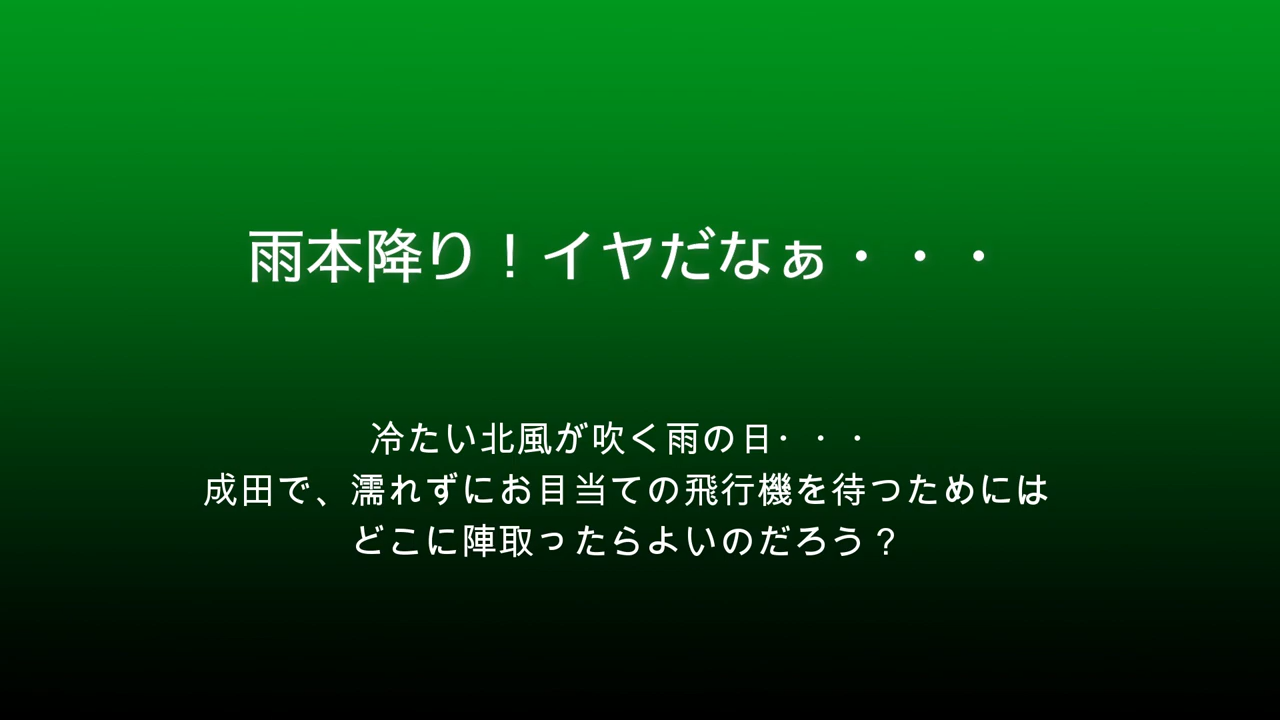 雨本降り！イヤだなぁ・・・
冷たい北風が吹く雨の日・・・
成田で、濡れずにお目当ての飛行機を待つためには
どこに陣取ったらよいのだろう？